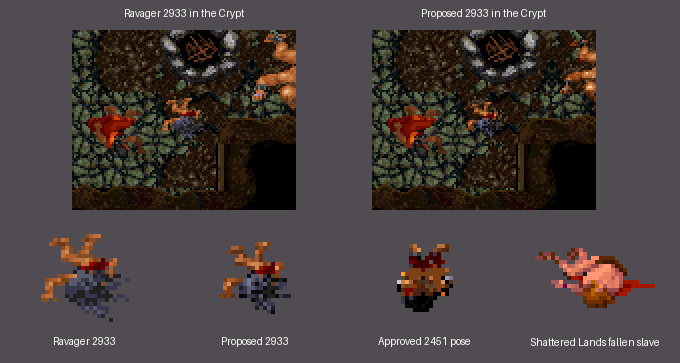 Ravager 2933 in the Crypt
Proposed 2933 in the Crypt
Ravager 2933
Proposed 2933
Approved 2451 pose
Shattered Lands fallen slave